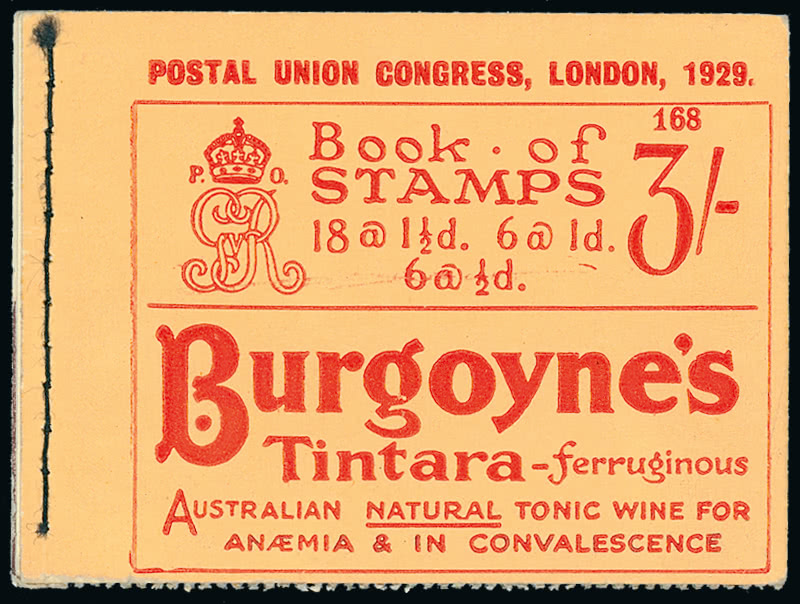 POSTAL UNION CONGRESS, LONDON, 1929.
168
P. O.
GRV
Book · of
STAMPS
3/-
18 @ 1½d. 6 @ 1d.
6 @ ½d.
Burgoyne's
Tintara - ferruginous
AUSTRALIAN NATURAL TONIC WINE FOR
ANÆMIA & IN CONVALESCENCE